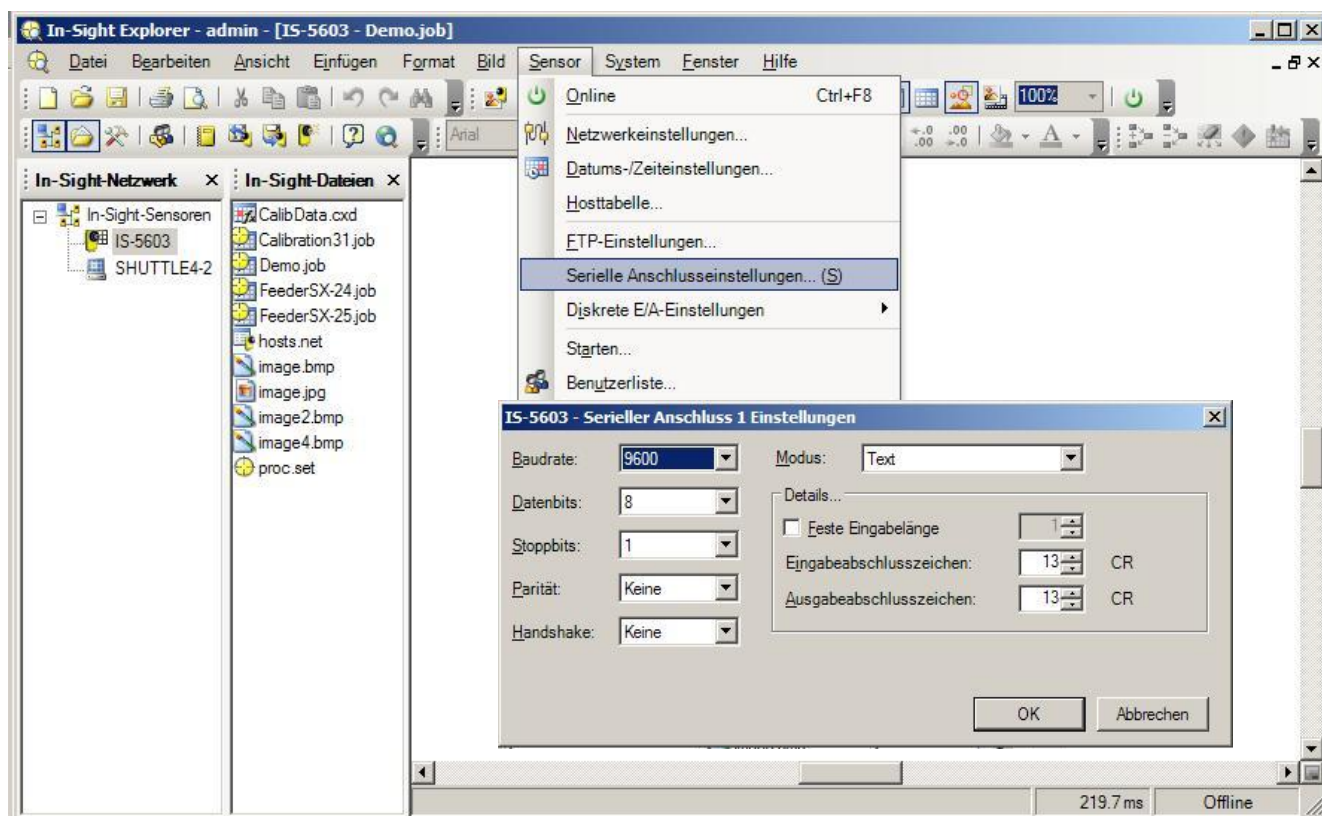 In-Sight Explorer - admin - [IS-5603 - Demo.job]
Datei Bearbeiten Ansicht Einfügen Format Bild Sensor System Fenster Hilfe
100%
Arial
In-Sight-Netzwerk
In-Sight-Sensoren
IS-5603
SHUTTLE4-2
In-Sight-Dateien
CalibData.cxd
Calibration31.job
Demo.job
FeederSX-24.job
FeederSX-25.job
hosts.net
image.bmp
image.jpg
image2.bmp
image4.bmp
proc.set
Online Ctrl+F8
Netzwerkeinstellungen...
Datums-/Zeiteinstellungen...
Hosttabelle...
FTP-Einstellungen...
Serielle Anschlusseinstellungen... (S)
Diskrete E/A-Einstellungen
Starten...
Benutzerliste...
IS-5603 - Serieller Anschluss 1 Einstellungen
Baudrate: 9600
Datenbits: 8
Stoppbits: 1
Parität: Keine
Handshake: Keine
Modus: Text
Details...
Feste Eingabelänge 1
Eingabeabschlusszeichen: 13 CR
Ausgabeabschlusszeichen: 13 CR
OK Abbrechen
219.7 ms Offline